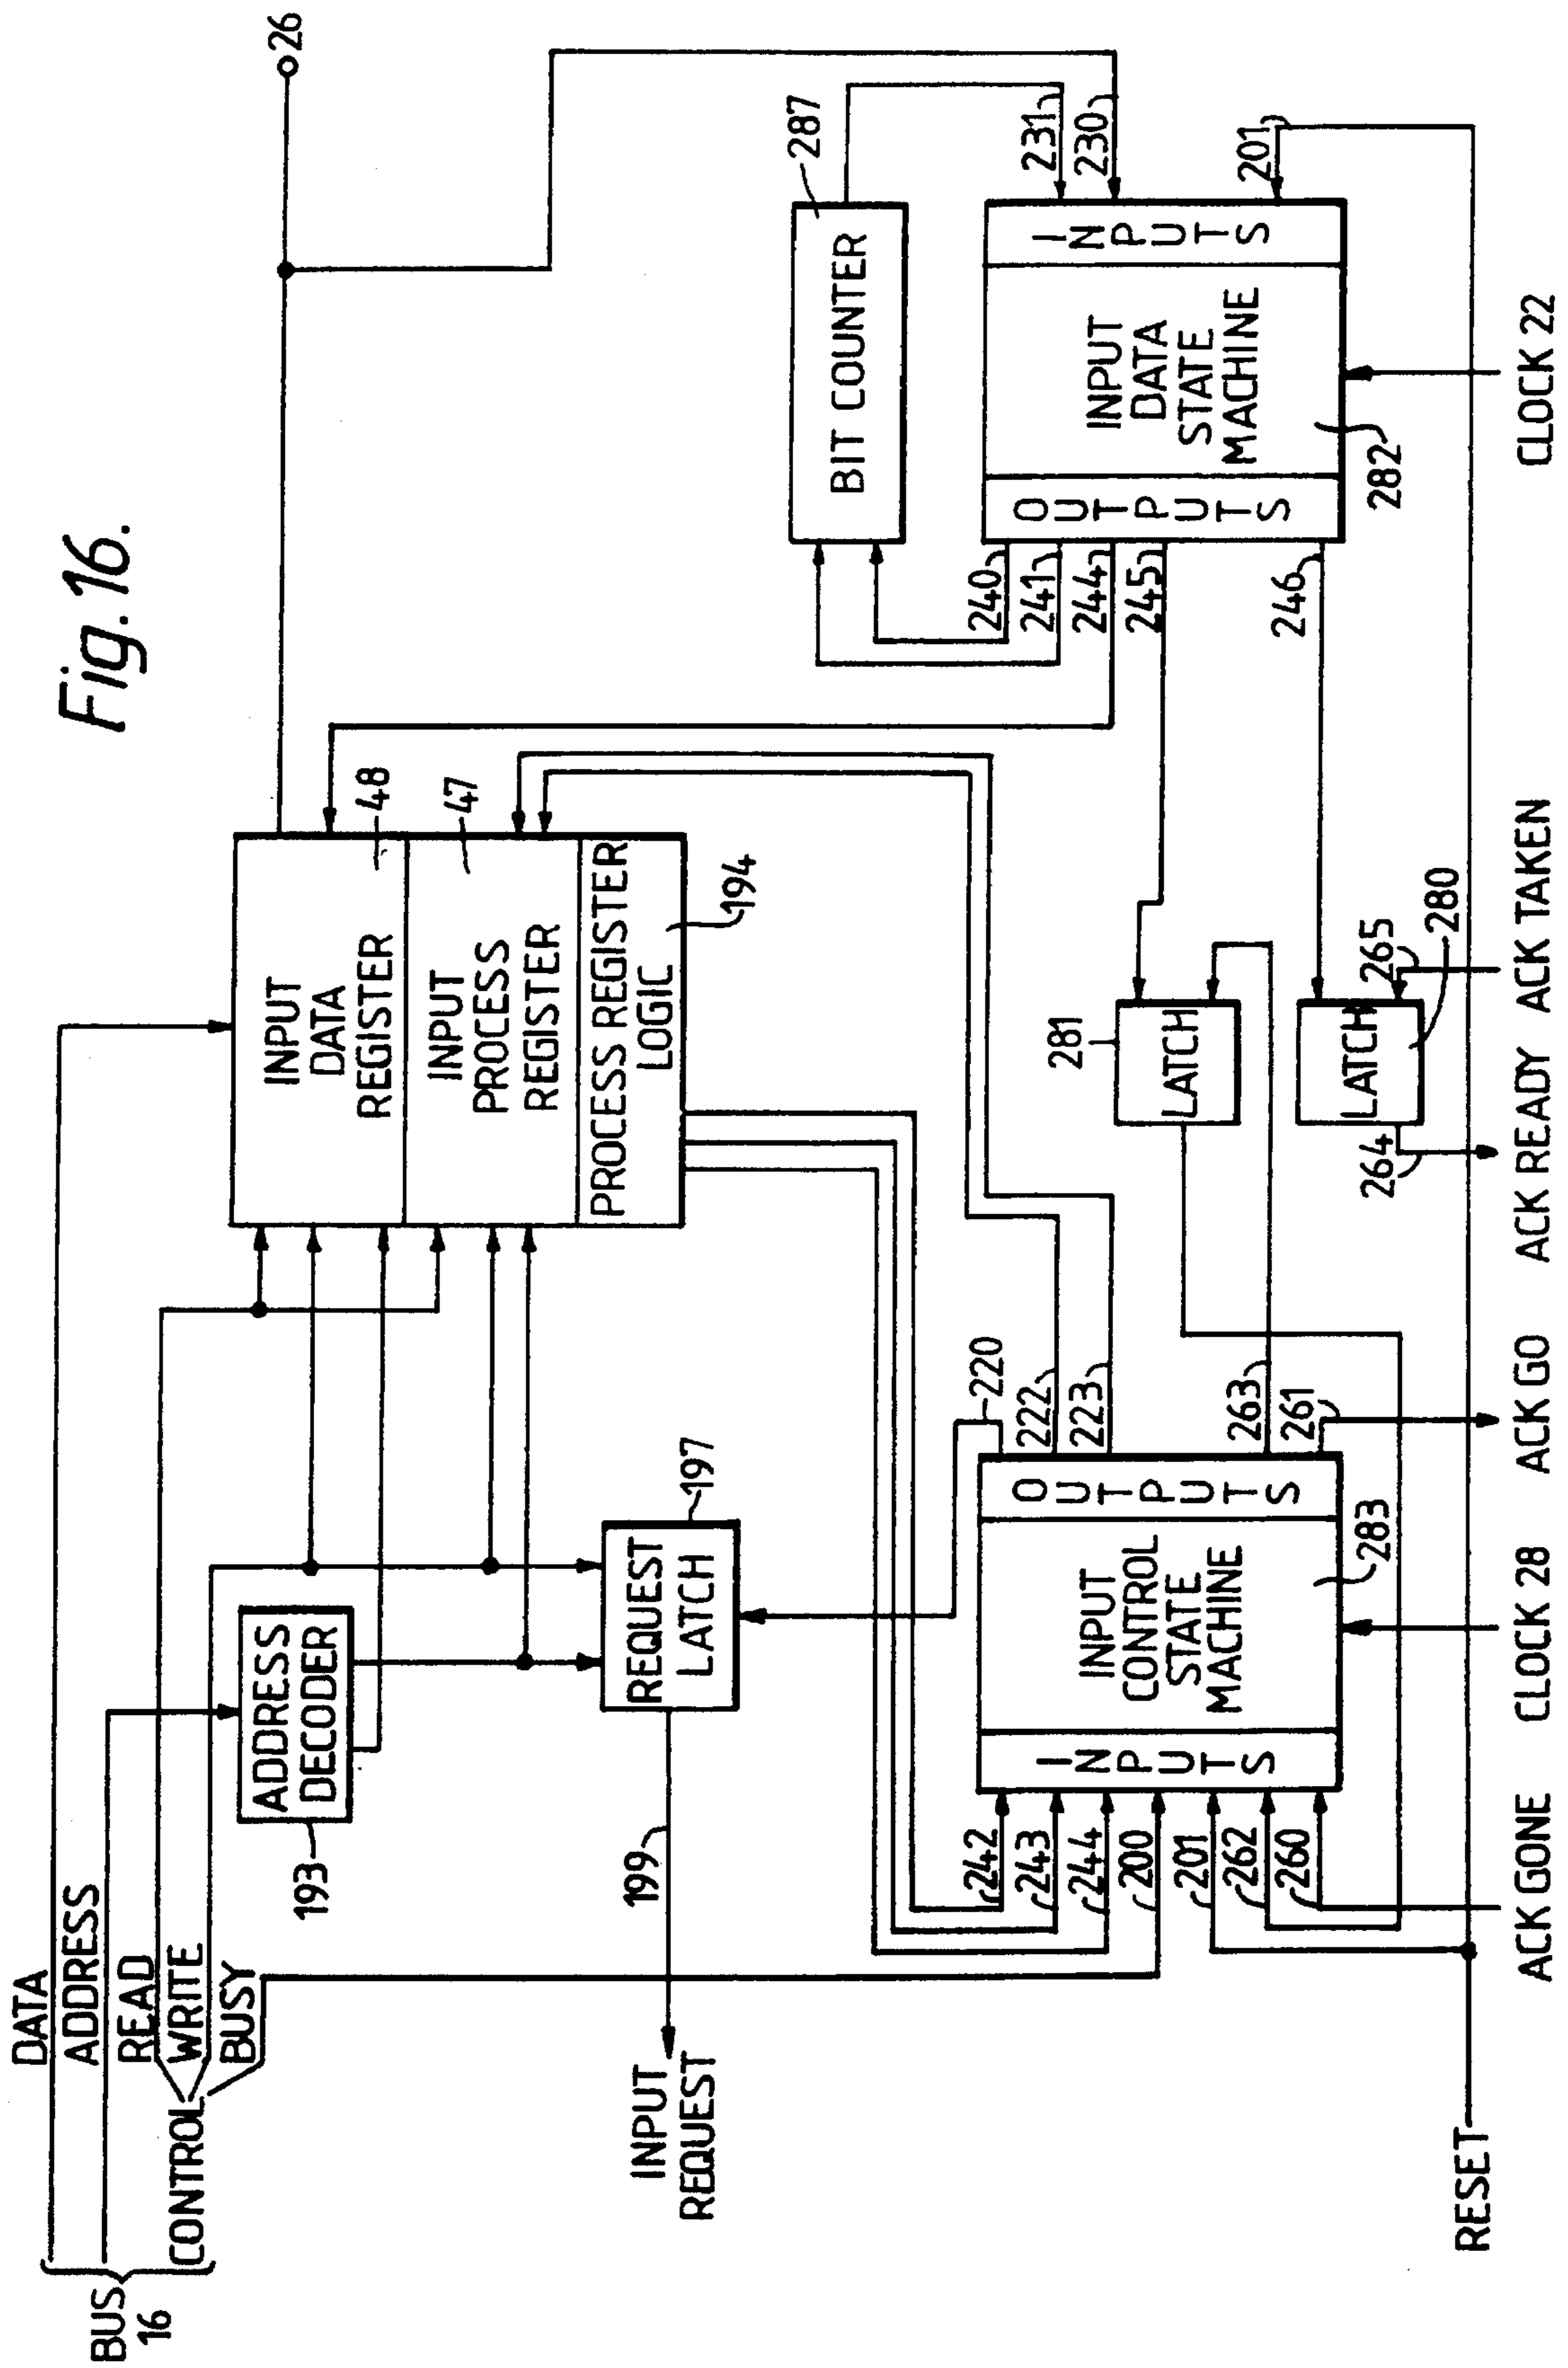 Fig. 16.
BUS
16
DATA
ADDRESS
CONTROL
READ
WRITE
BUSY
ADDRESS
DECODER
193
INPUT
DATA
REGISTER
48
INPUT
PROCESS
REGISTER
47
PROCESS REGISTER
LOGIC
194
26
INPUT
REQUEST
199
REQUEST
LATCH
197
BIT COUNTER
287
242
243
244
200
201
262
260
INPUTS
INPUT
CONTROL
STATE
MACHINE
283
OUTPUTS
220
222
223
263
261
281
LATCH
LATCH
280
264
265
240
241
244
245
246
OUTPUTS
INPUT
DATA
STATE
MACHINE
282
INPUTS
231
230
201
RESET
ACK GONE
CLOCK 28
ACK GO
ACK READY
ACK TAKEN
CLOCK 22